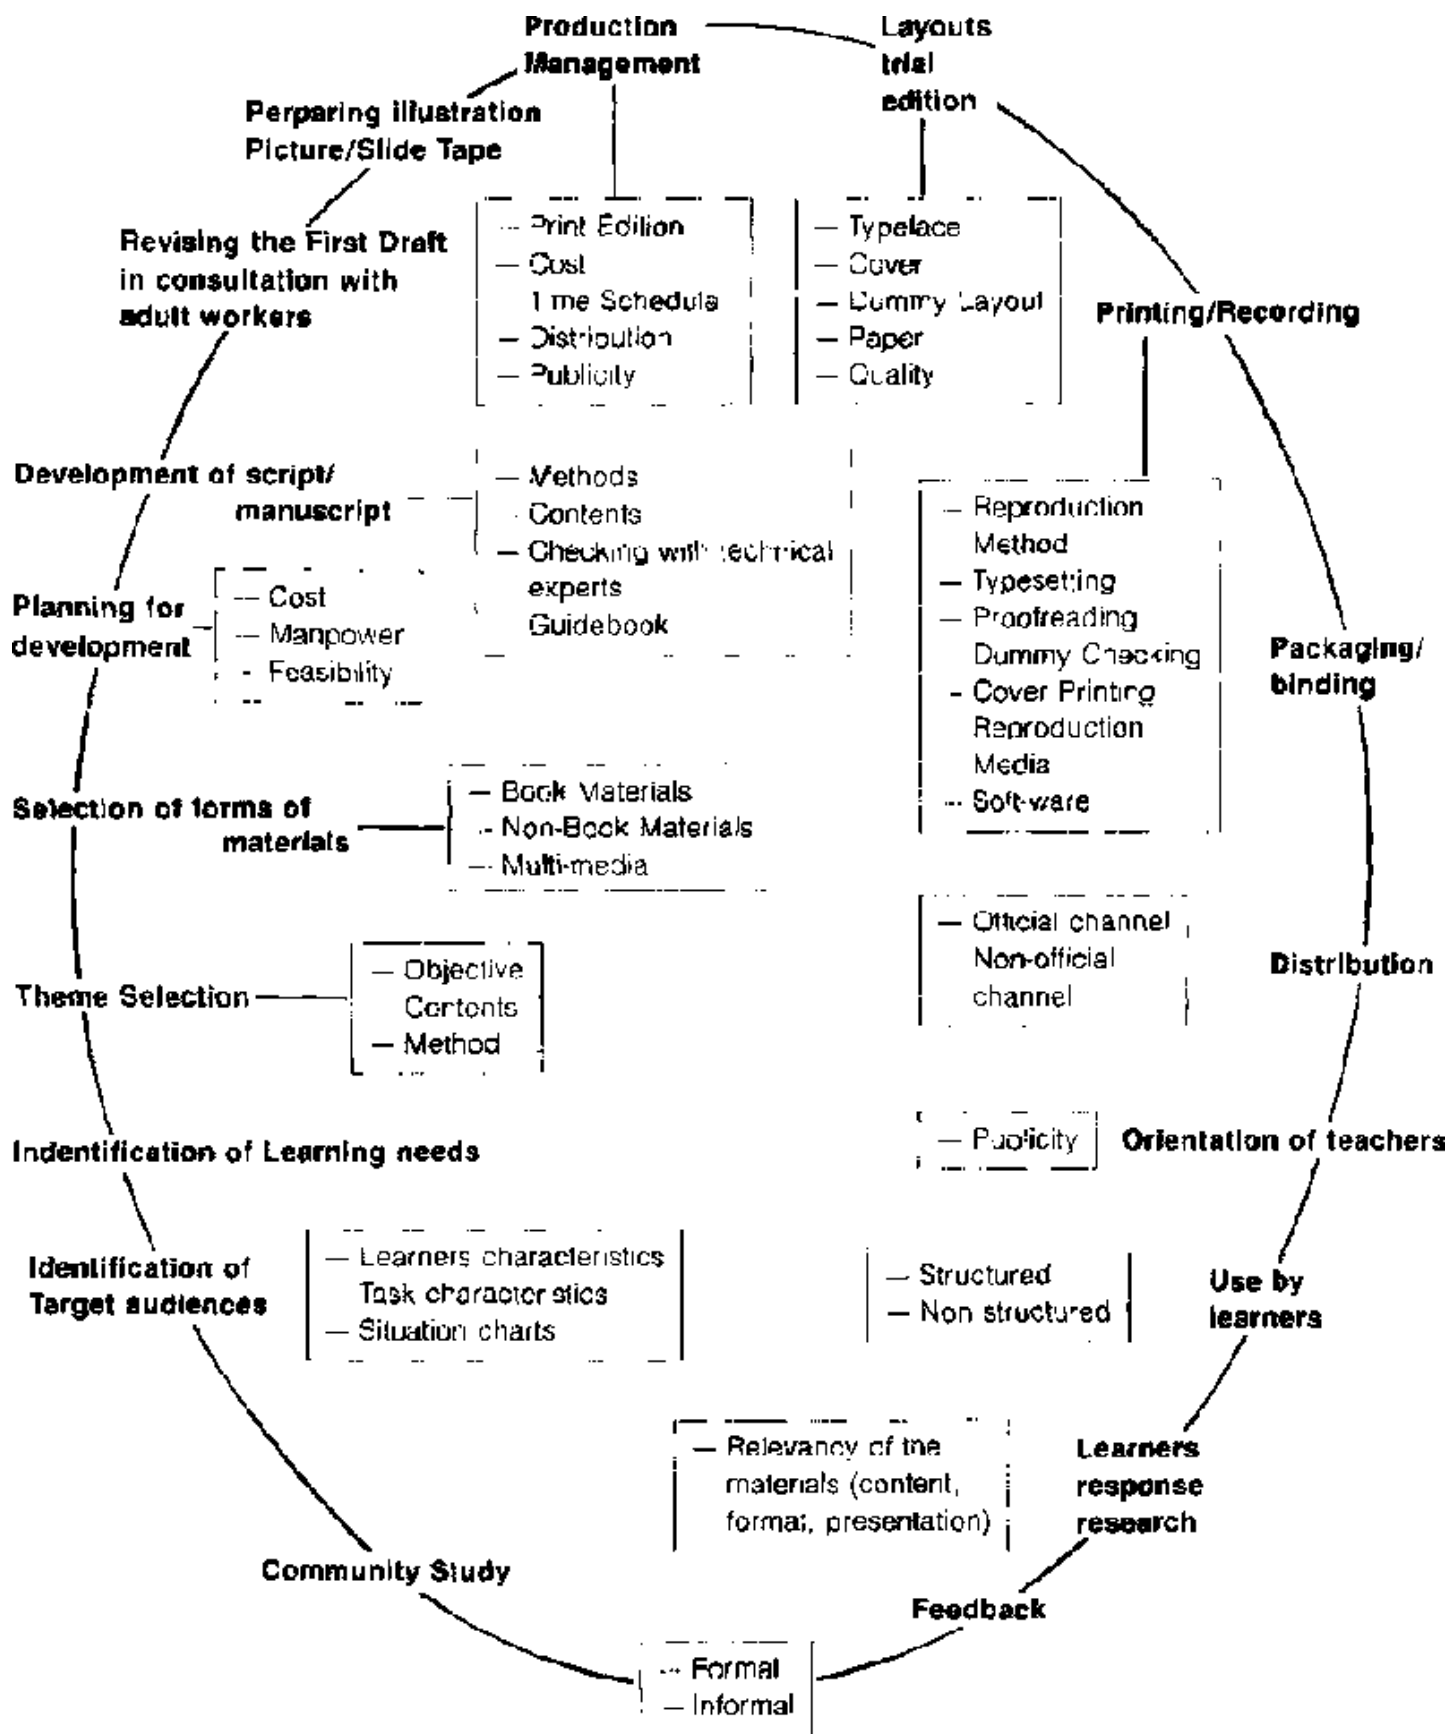 Production
Management
Layouts
trial
edition
Perparing illustration
Picture/Slide Tape
Revising the First Draft
in consultation with
adult workers
— Print Edition
— Cost
Time Schedule
— Distribution
— Publicity
— Typeface
— Cover
— Dummy Layout
— Paper
— Quality
Printing/Recording
Development of script/
manuscript
— Methods
- Contents
— Checking with technical
experts
Guidebook
— Reproduction
Method
— Typesetting
— Proofreading
Dummy Checking
- Cover Printing
Reproduction
Media
— Soft-ware
Planning for
development
— Cost
— Manpower
- Feasibility
Packaging/
binding
Selection of forms of
materials
— Book Materials
- Non-Book Materials
— Multi-media
— Official channel
Non-official
channel
Distribution
Theme Selection
— Objective
Contents
— Method
Indentification of Learning needs
— Publicity
Orientation of teachers
Identification of
Target audiences
— Learners characteristics
Task characteristics
— Situation charts
— Structured
— Non structured
Use by
learners
— Relevancy of the
materials (content,
format, presentation)
Learners
response
research
Community Study
Feedback
— Formal
— Informal